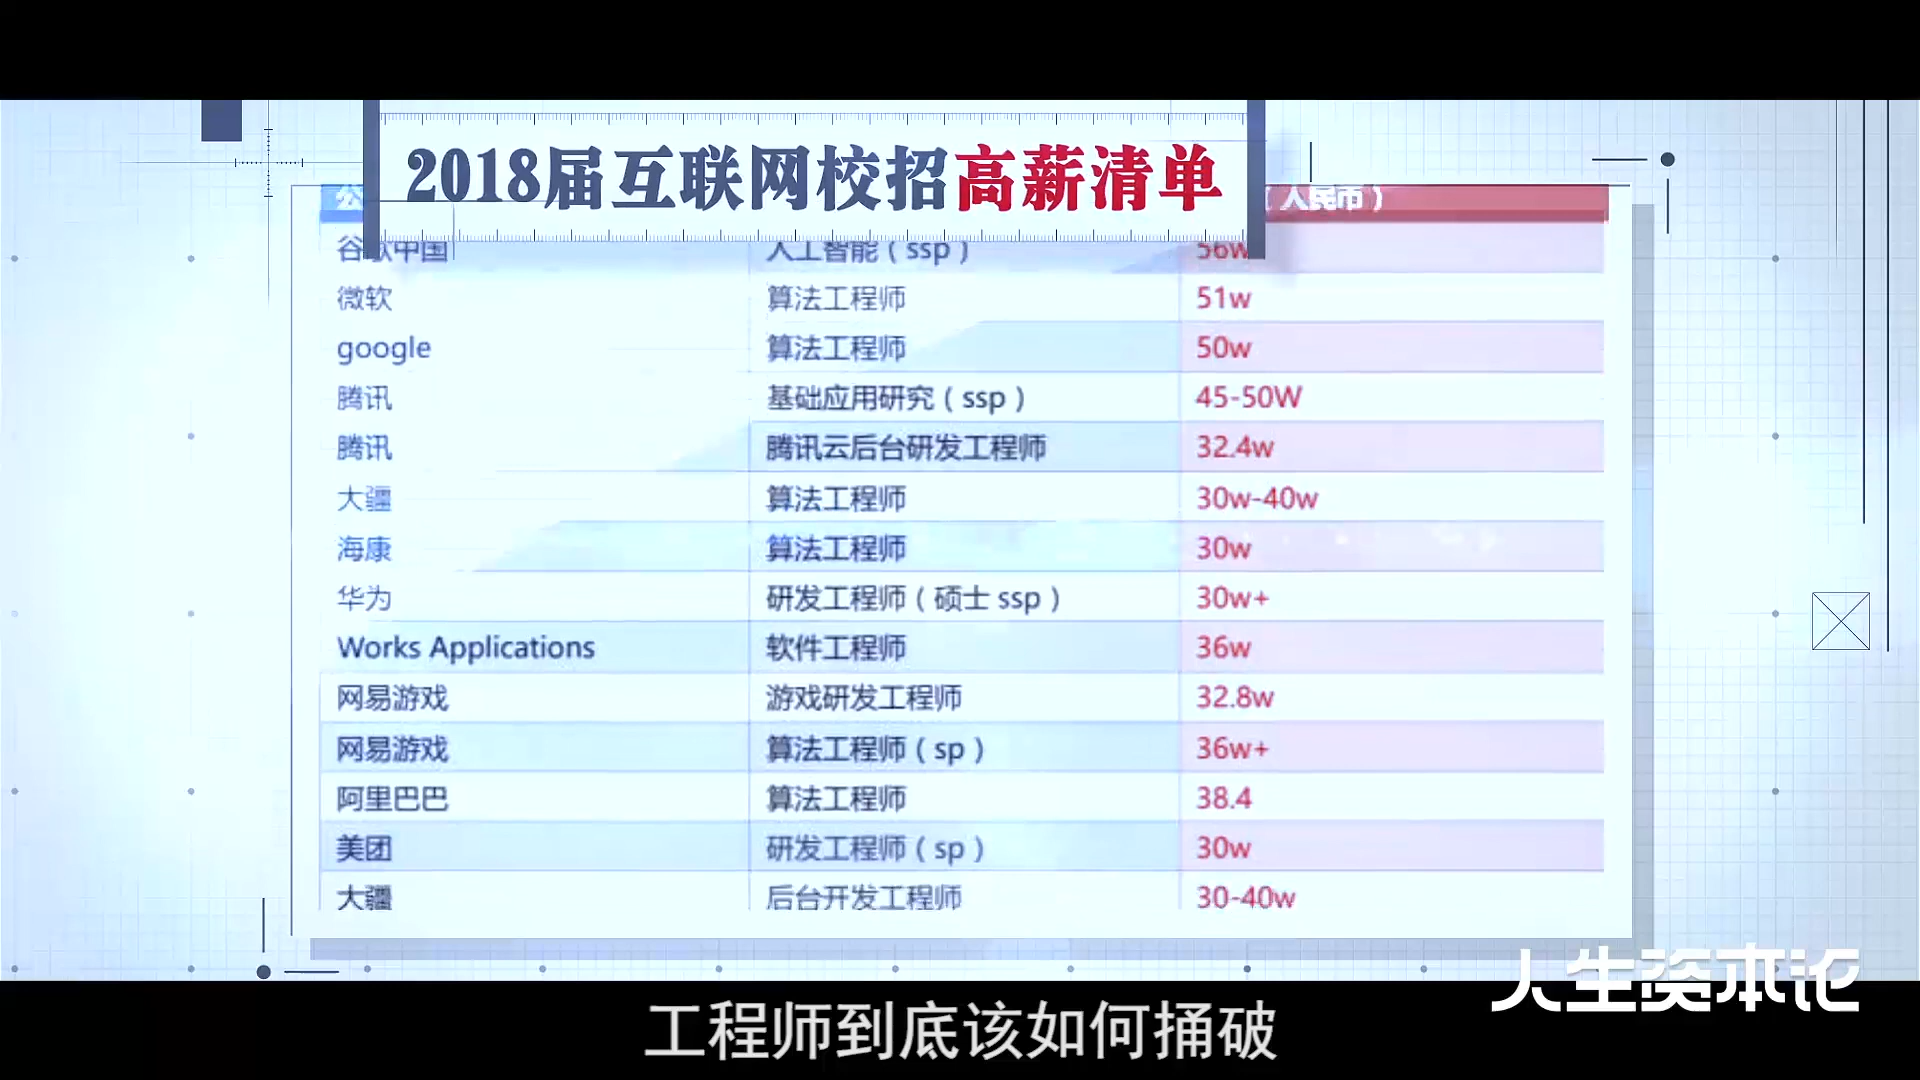 2018届互联网校招高薪清单
公
（人民币）
谷歌中国 人工智能（ssp） 56w
微软 算法工程师 51w
google 算法工程师 50w
腾讯 基础应用研究（ssp） 45-50W
腾讯 腾讯云后台研发工程师 32.4w
大疆 算法工程师 30w-40w
海康 算法工程师 30w
华为 研发工程师（硕士 ssp） 30w+
Works Applications 软件工程师 36w
网易游戏 游戏研发工程师 32.8w
网易游戏 算法工程师（sp） 36w+
阿里巴巴 算法工程师 38.4
美团 研发工程师（sp） 30w
大疆 后台开发工程师 30-40w
人生资本论
工程师到底该如何捅破